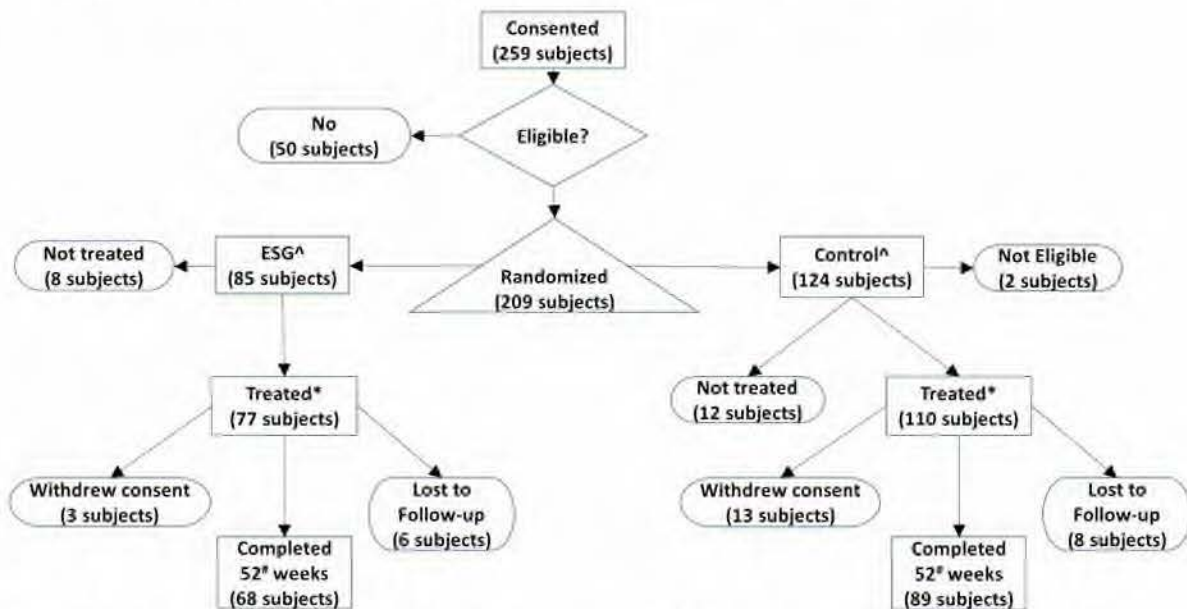 Consented
(259 subjects)
Eligible?
No
(50 subjects)
Randomized
(209 subjects)
ESG^
(85 subjects)
Not treated
(8 subjects)
Control^
(124 subjects)
Not Eligible
(2 subjects)
Treated*
(77 subjects)
Not treated
(12 subjects)
Treated*
(110 subjects)
Withdrew consent
(3 subjects)
Completed
52# weeks
(68 subjects)
Lost to
Follow-up
(6 subjects)
Withdrew consent
(13 subjects)
Completed
52# weeks
(89 subjects)
Lost to
Follow-up
(8 subjects)